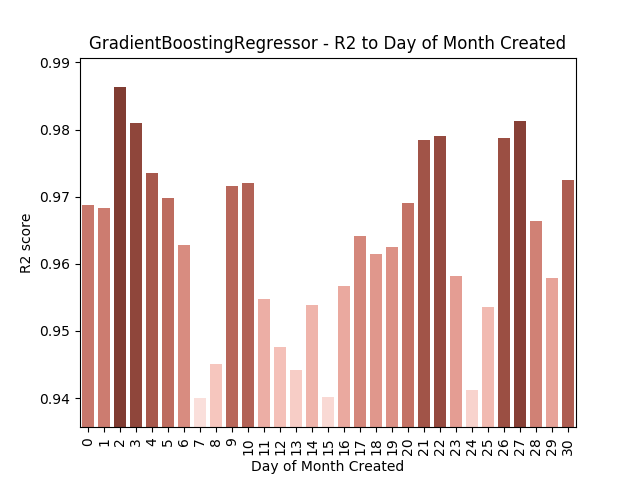 GradientBoostingRegressor - R2 to Day of Month Created
0.99
0.98
0.97
0.96
0.95
0.94
R2 score
0 1 2 3 4 5 6 7 8 9 10 11 12 13 14 15 16 17 18 19 20 21 22 23 24 25 26 27 28 29 30
Day of Month Created